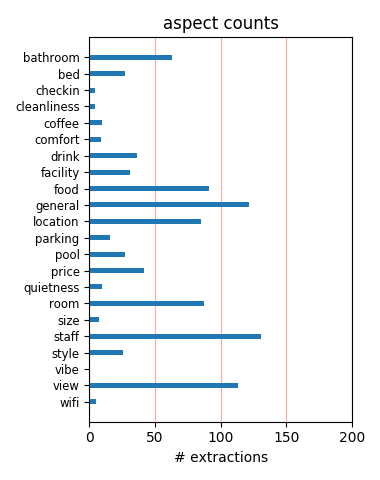 aspect counts
bathroom
bed
checkin
cleanliness
coffee
comfort
drink
facility
food
general
location
parking
pool
price
quietness
room
size
staff
style
vibe
view
wifi
0 50 100 150 200
# extractions